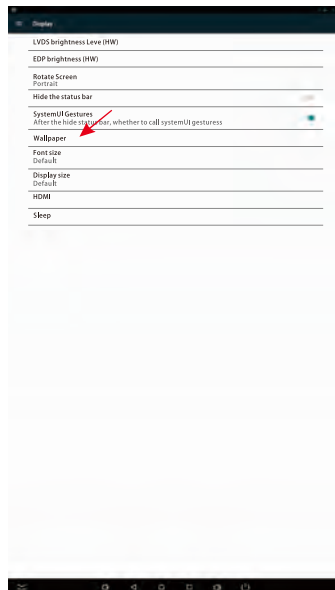 Display
LVDS brightness Leve (HW)
EDP brightness (HW)
Rotate Screen
Portrait
Hide the status bar
SystemUI Gestures
After the hide status bar, whether to call systemUI gesturess
Wallpaper
Font size
Default
Display size
Default
HDMI
Sleep